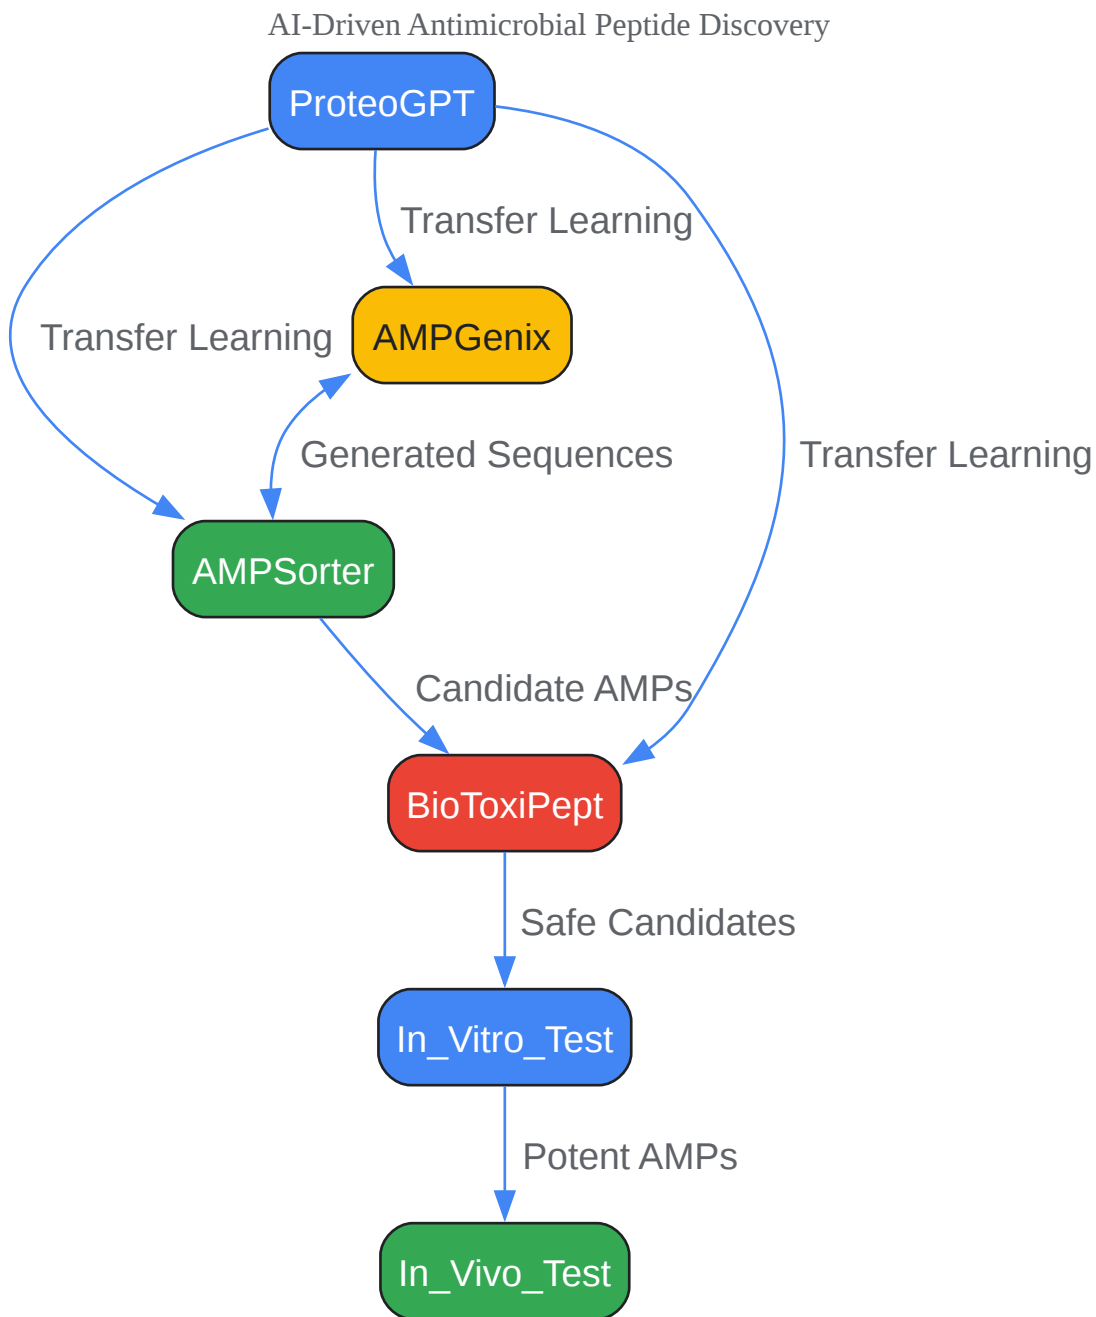 AI-Driven Antimicrobial Peptide Discovery
ProteoGPT
Transfer Learning
Transfer Learning
AMPGenix
Generated Sequences
Transfer Learning
AMPSorter
Candidate AMPs
BioToxiPept
Safe Candidates
In_Vitro_Test
Potent AMPs
In_Vivo_Test